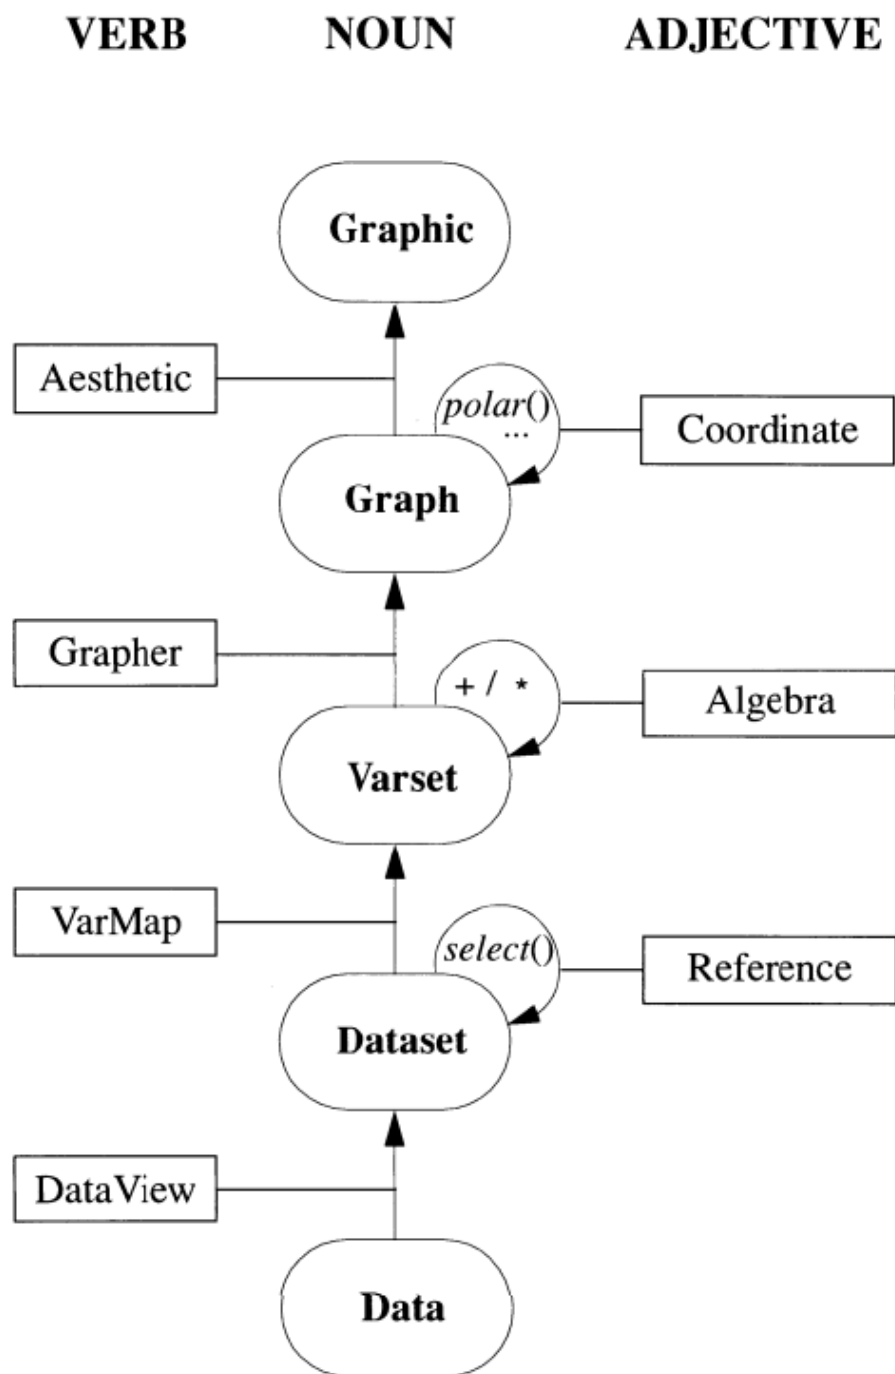 VERB NOUN ADJECTIVE
Graphic
Aesthetic
polar()
...
Coordinate
Graph
Grapher
+ / *
Algebra
Varset
VarMap
select()
Reference
Dataset
DataView
Data